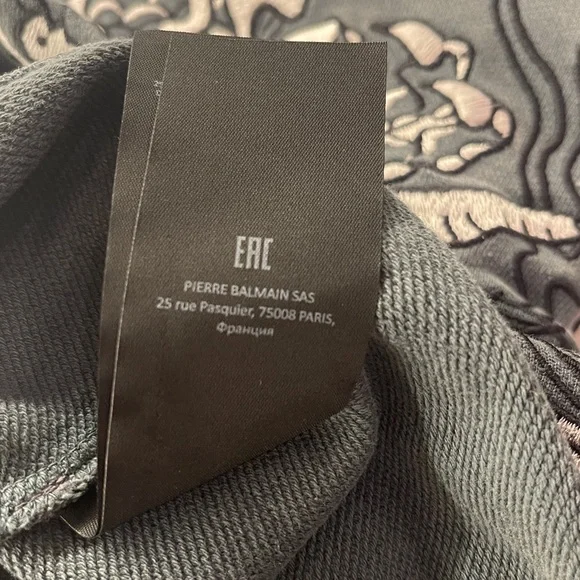 EAC
PIERRE BALMAIN SAS
25 rue Pasquier, 75008 PARIS,
Франция